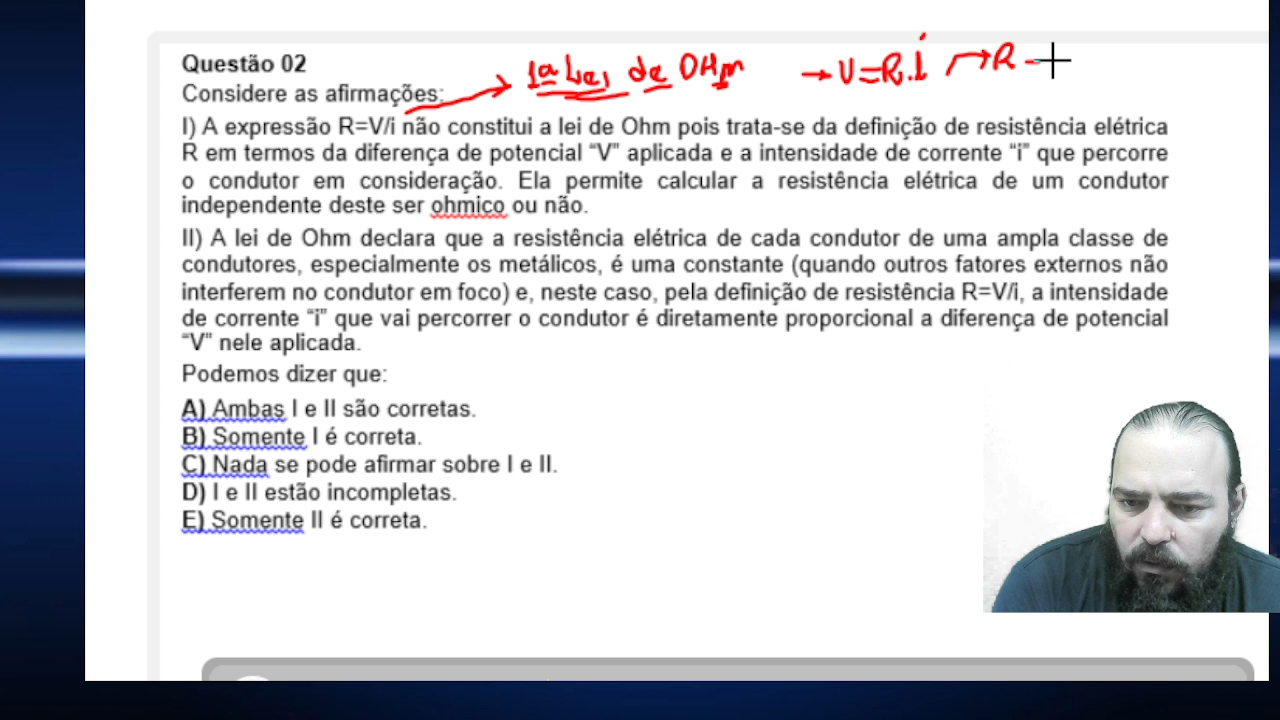 Questão 02
1a Lei de OHm → V=R.i → R -
Considere as afirmações:
I) A expressão R=V/i não constitui a lei de Ohm pois trata-se da definição de resistência elétrica
R em termos da diferença de potencial “V” aplicada e a intensidade de corrente “i” que percorre
o condutor em consideração. Ela permite calcular a resistência elétrica de um condutor
independente deste ser ohmico ou não.
II) A lei de Ohm declara que a resistência elétrica de cada condutor de uma ampla classe de
condutores, especialmente os metálicos, é uma constante (quando outros fatores externos não
interferem no condutor em foco) e, neste caso, pela definição de resistência R=V/i, a intensidade
de corrente “i” que vai percorrer o condutor é diretamente proporcional a diferença de potencial
“V” nele aplicada.
Podemos dizer que:
A) Ambas I e II são corretas.
B) Somente I é correta.
C) Nada se pode afirmar sobre I e II.
D) I e II estão incompletas.
E) Somente II é correta.